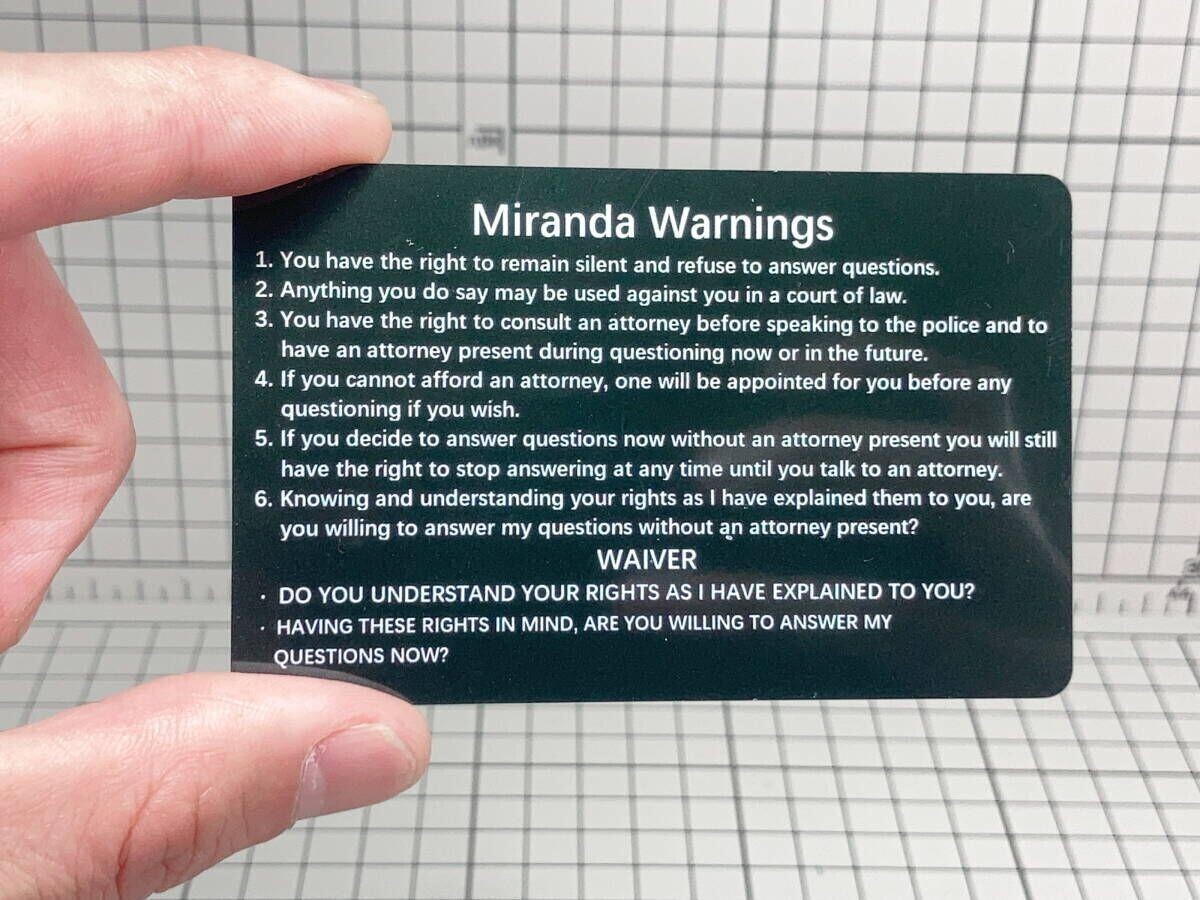 Miranda Warnings
1. You have the right to remain silent and refuse to answer questions.
2. Anything you do say may be used against you in a court of law.
3. You have the right to consult an attorney before speaking to the police and to
have an attorney present during questioning now or in the future.
4. If you cannot afford an attorney, one will be appointed for you before any
questioning if you wish.
5. If you decide to answer questions now without an attorney present you will still
have the right to stop answering at any time until you talk to an attorney.
6. Knowing and understanding your rights as I have explained them to you, are
you willing to answer my questions without an attorney present?
WAIVER
· DO YOU UNDERSTAND YOUR RIGHTS AS I HAVE EXPLAINED TO YOU?
· HAVING THESE RIGHTS IN MIND, ARE YOU WILLING TO ANSWER MY
QUESTIONS NOW?